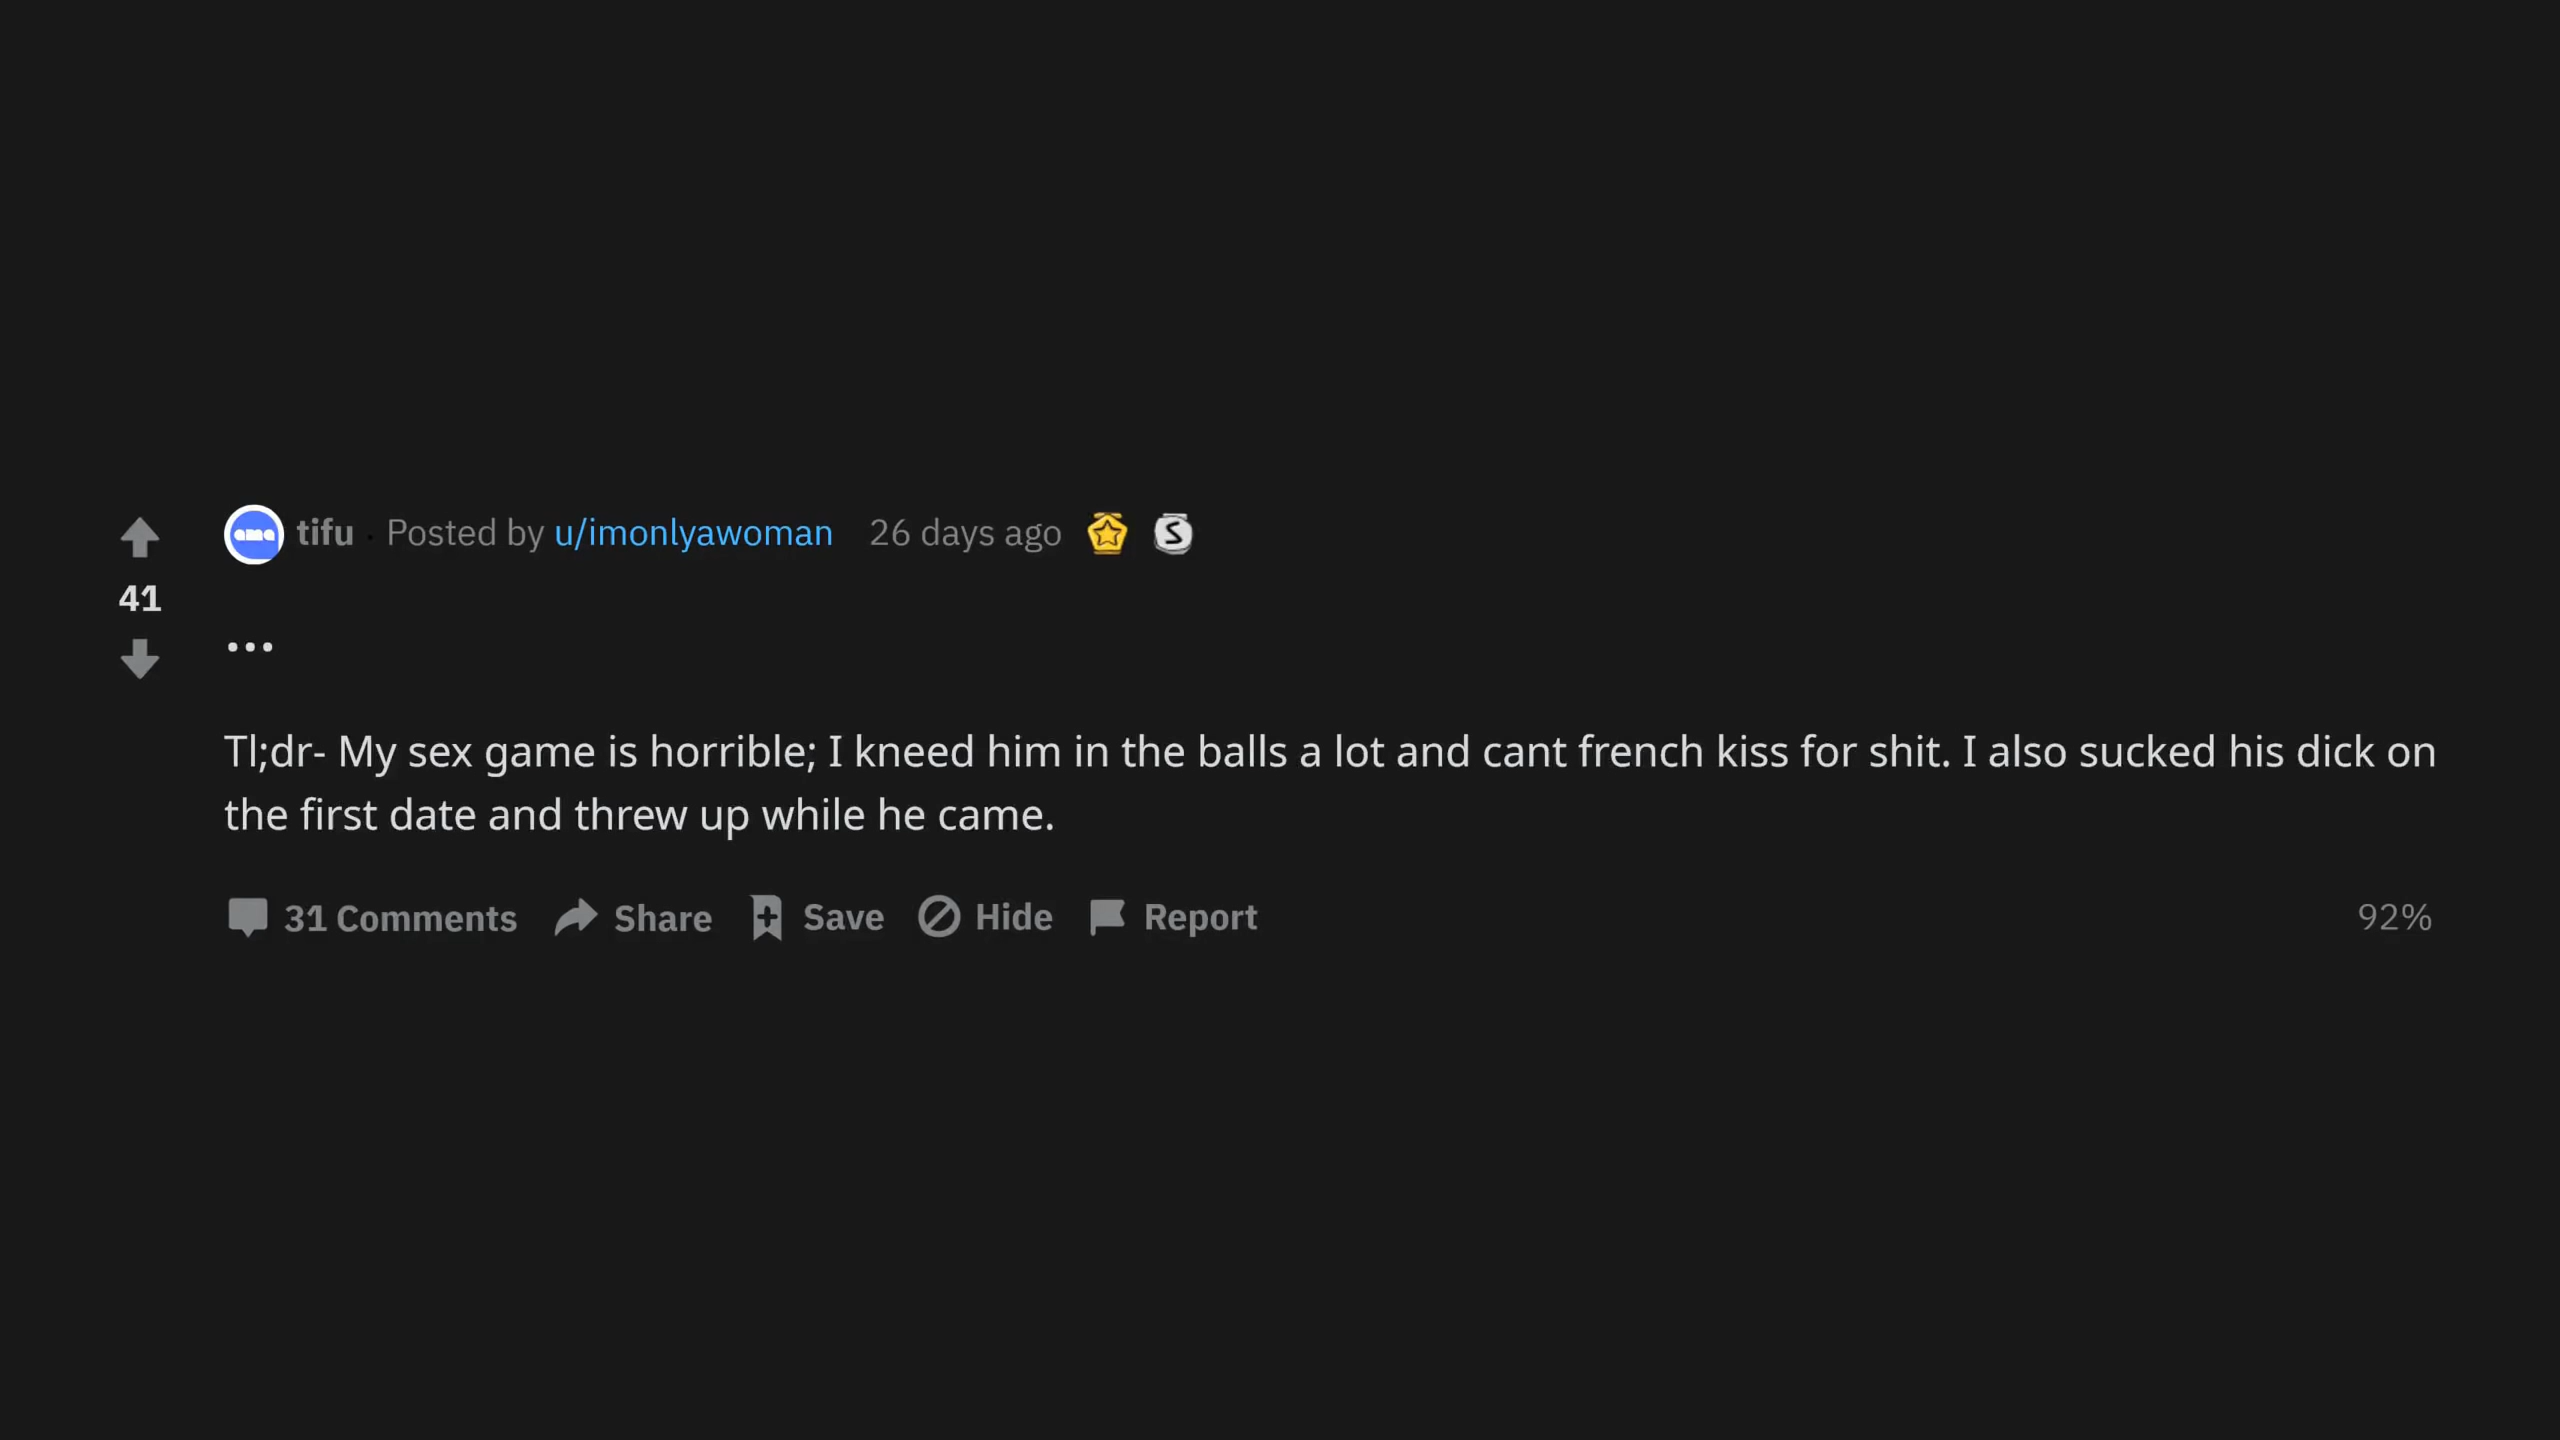 tifu · Posted by u/imonlyawoman 26 days ago
41
...
Tl;dr- My sex game is horrible; I kneed him in the balls a lot and cant french kiss for shit. I also sucked his dick on
the first date and threw up while he came.
31 Comments Share Save Hide Report 92%